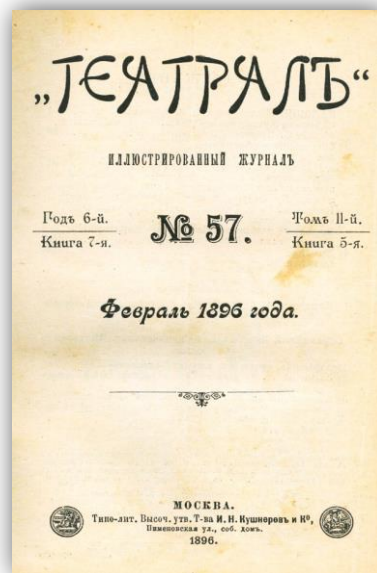 „ТЕАТРАЛЪ“
ИЛЛЮСТРИРОВАННЫЙ ЖУРНАЛЪ
Годъ 6-й.
Книга 7-я.
№ 57.
Томъ II-й.
Книга 5-я.
Февраль 1896 года.
МОСКВА.
Типо-лит. Высоч. утв. Т-ва И. Н. Кушнеревъ и К⁰,
Пименовская ул., соб. домъ.
1896.